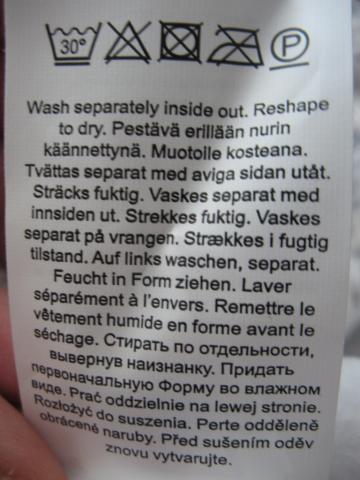 30°
P
Wash separately inside out. Reshape
to dry. Pestävä erillään nurin
käännettynä. Muotolle kosteana.
Tvättas separat med aviga sidan utåt.
Sträcks fuktig. Vaskes separat med
innsiden ut. Strekkes fuktig. Vaskes
separat på vrangen. Strækkes i fugtig
tilstand. Auf links waschen, separat.
Feucht in Form ziehen. Laver
séparément à l'envers. Remettre le
vêtement humide en forme avant le
séchage. Стирать по отдельности,
вывернув наизнанку. Придать
первоначальную Форму во влажном
виде. Prać oddzielnie na lewej stronie.
Rozłożyć do suszenia. Perte odděleně
obrácené naruby. Před sušením oděv
znovu vytvarujte.